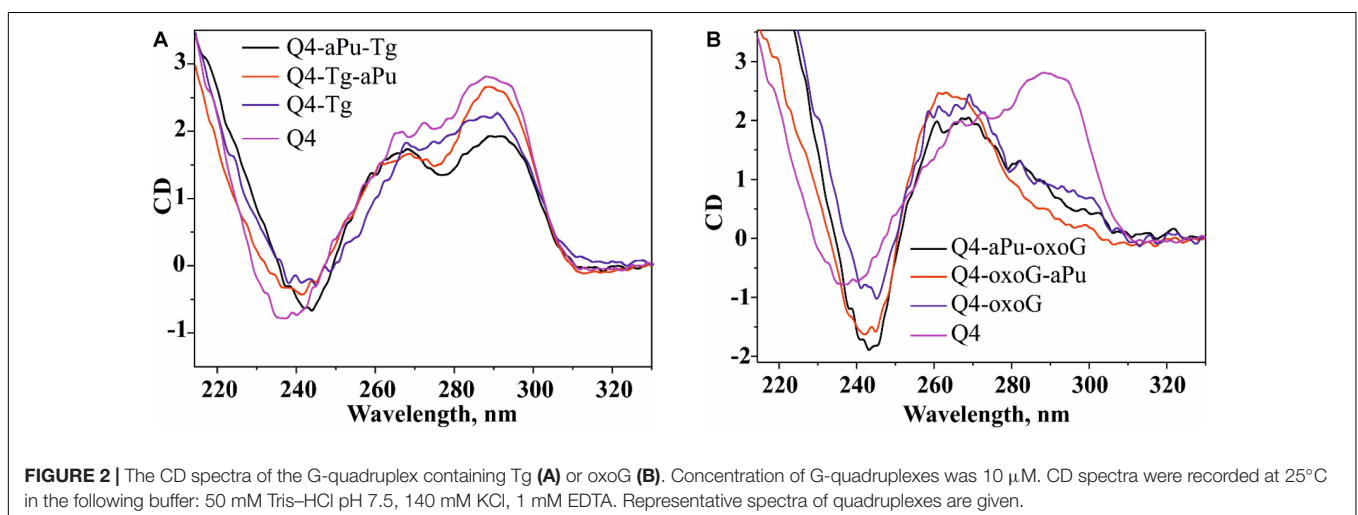 A
Q4-aPu-Tg
Q4-Tg-aPu
Q4-Tg
Q4
CD
3
2
1
0
-1
220 240 260 280 300 320
Wavelength, nm
B
Q4-aPu-oxoG
Q4-oxoG-aPu
Q4-oxoG
Q4
CD
3
2
1
0
-1
-2
220 240 260 280 300 320
Wavelength, nm
FIGURE 2 | The CD spectra of the G-quadruplex containing Tg (A) or oxoG (B). Concentration of G-quadruplexes was 10 μM. CD spectra were recorded at 25°C
in the following buffer: 50 mM Tris–HCl pH 7.5, 140 mM KCl, 1 mM EDTA. Representative spectra of quadruplexes are given.